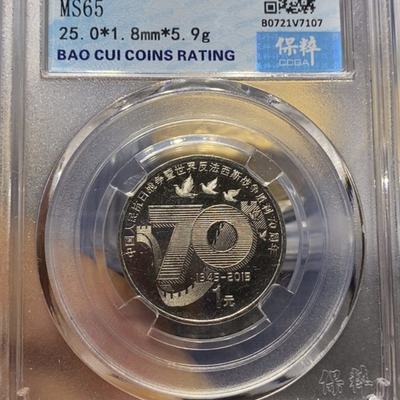 MS65
25.0*1.8mm*5.9g
BAO CUI COINS RATING
B0721V7107
保粹
CCGA
中国人民抗日战争暨世界反法西斯战争胜利70周年
70
1945-2015
1元
保粹